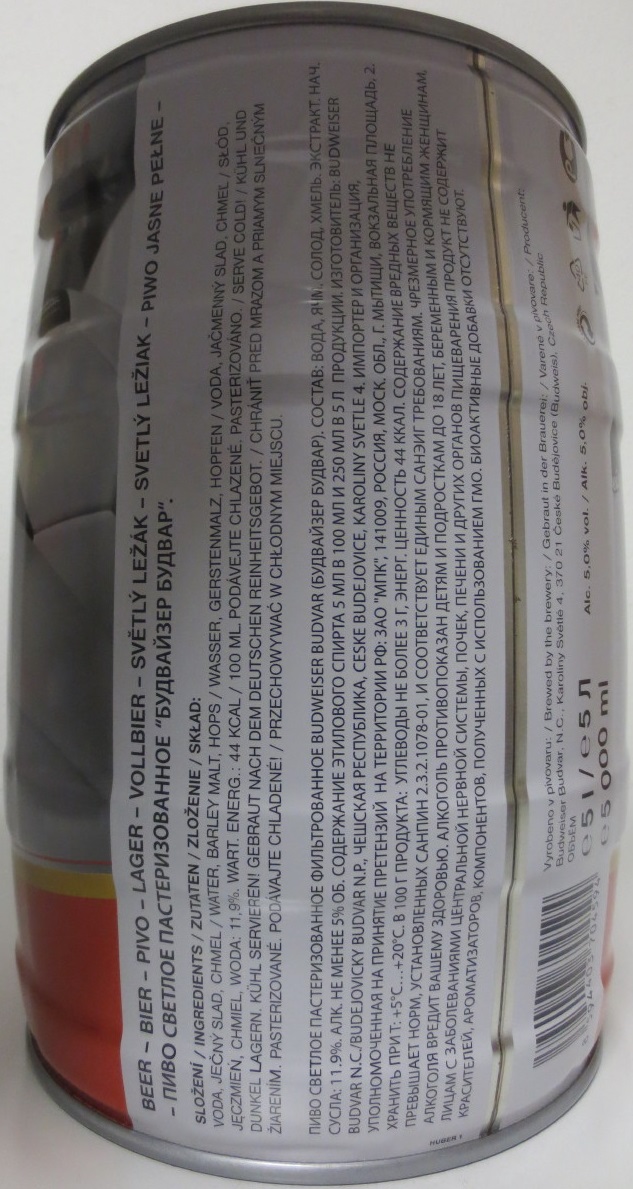 BEER – BIER – PIVO – LAGER – VOLLBIER – SVĚTLÝ LEŽÁK – SVETLÝ LEŽIAK – PIWO JASNE PEŁNE –
– ПИВО СВЕТЛОЕ ПАСТЕРИЗОВАННОЕ “БУДВАЙЗЕР БУДВАР“.
SLOŽENÍ / INGREDIENTS / ZUTATEN / ZLOŽENIE / SKŁAD:
VODA, JEČNÝ SLAD, CHMEL / WATER, BARLEY MALT, HOPS / WASSER, GERSTENMALZ, HOPFEN / VODA, JAČMENNÝ SLAD, CHMEL / SŁÓD,
JĘCZMIEŃ, CHMIEL, WODA: 11,9%. WART. ENERG.: 44 KCAL / 100 ML. PODÁVEJTE CHLAZENÉ. PASTERIZOVÁNO. / SERVE COLD! / KÜHL UND
DUNKEL LAGERN. KÜHL SERVIEREN! GEBRAUT NACH DEM DEUTSCHEN REINHEITSGEBOT. / CHRÁNIŤ PRED MRAZOM A PRIAMYM SLNEČNÝM
ŽIARENÍM. PASTERIZOVANÉ. PODÁVAJTE CHLADENÉ! / PRZECHOWYWAĆ W CHŁODNYM MIEJSCU.
ПИВО СВЕТЛОЕ ПАСТЕРИЗОВАННОЕ ФИЛЬТРОВАННОЕ BUDWEISER BUDVAR (БУДВАЙЗЕР БУДВАР). СОСТАВ: ВОДА, ЯЧМ. СОЛОД, ХМЕЛЬ. ЭКСТРАКТ. НАЧ.
СУСЛА: 11.9%. АЛК. НЕ МЕНЕЕ 5% ОБ. СОДЕРЖАНИЕ ЭТИЛОВОГО СПИРТА 5 МЛ В 100 МЛ И 250 МЛ В 5 Л ПРОДУКЦИИ. ИЗГОТОВИТЕЛЬ: BUDWEISER
BUDVAR N.C./BUDEJOVICKY BUDVAR N.P., ЧЕШСКАЯ РЕСПУБЛИКА, CESKE BUDEJOVICE, KAROLINY SVETLE 4. ИМПОРТЕР И ОРГАНИЗАЦИЯ,
УПОЛНОМОЧЕННАЯ НА ПРИНЯТИЕ ПРЕТЕНЗИЙ НА ТЕРРИТОРИИ РФ: ЗАО "МПК", 141009, РОССИЯ, МОСК. ОБЛ., Г. МЫТИЩИ, ВОКЗАЛЬНАЯ ПЛОЩАДЬ, 2.
ХРАНИТЬ ПРИ Т: +5°С...+20°С. В 100 Г ПРОДУКТА: УГЛЕВОДЫ НЕ БОЛЕЕ 3 Г, ЭНЕРГ. ЦЕННОСТЬ 44 ККАЛ. СОДЕРЖАНИЕ ВРЕДНЫХ ВЕЩЕСТВ НЕ
ПРЕВЫШАЕТ НОРМ, УСТАНОВЛЕННЫХ САНПИН 2.3.2.1078-01, И СООТВЕТСТВУЕТ ЕДИНЫМ САНЭИГ ТРЕБОВАНИЯМ. ЧРЕЗМЕРНОЕ УПОТРЕБЛЕНИЕ
АЛКОГОЛЯ ВРЕДИТ ВАШЕМУ ЗДОРОВЬЮ. АЛКОГОЛЬ ПРОТИВОПОКАЗАН ДЕТЯМ И ПОДРОСТКАМ ДО 18 ЛЕТ, БЕРЕМЕННЫМ И КОРМЯЩИМ ЖЕНЩИНАМ,
ЛИЦАМ С ЗАБОЛЕВАНИЯМИ ЦЕНТРАЛЬНОЙ НЕРВНОЙ СИСТЕМЫ, ПОЧЕК, ПЕЧЕНИ И ДРУГИХ ОРГАНОВ ПИЩЕВАРЕНИЯ ПРОДУКТ НЕ СОДЕРЖИТ
КРАСИТЕЛЕЙ, АРОМАТИЗАТОРОВ, КОМПОНЕНТОВ, ПОЛУЧЕННЫХ С ИСПОЛЬЗОВАНИЕМ ГМО. БИОАКТИВНЫЕ ДОБАВКИ ОТСУТСТВУЮТ.
HUBER
Vyrobeno v pivovaru: / Brewed by the brewery: / Gebraut in der Brauerei: / Varené v pivovare: / Producent:
Budweiser Budvar, N.C., Karoliny Světlé 4, 370 21 České Budějovice (Budweis), Czech Republic
ОБЪЕМ
e 5 l / e 5 Л Alc. 5,0% vol. / Alk. 5,0% obj.
e 5 000 ml
8 594403 704594